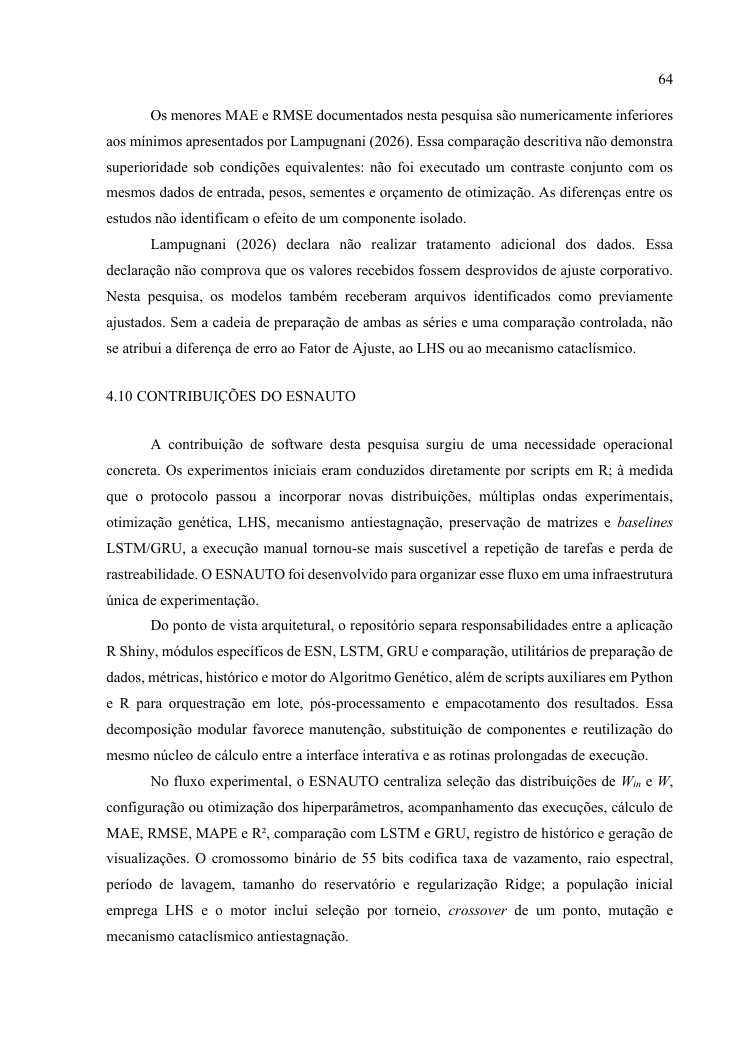 64
Os menores MAE e RMSE documentados nesta pesquisa são numericamente inferiores
aos mínimos apresentados por Lampugnani (2026). Essa comparação descritiva não demonstra
superioridade sob condições equivalentes: não foi executado um contraste conjunto com os
mesmos dados de entrada, pesos, sementes e orçamento de otimização. As diferenças entre os
estudos não identificam o efeito de um componente isolado.
Lampugnani (2026) declara não realizar tratamento adicional dos dados. Essa
declaração não comprova que os valores recebidos fossem desprovidos de ajuste corporativo.
Nesta pesquisa, os modelos também receberam arquivos identificados como previamente
ajustados. Sem a cadeia de preparação de ambas as séries e uma comparação controlada, não
se atribui a diferença de erro ao Fator de Ajuste, ao LHS ou ao mecanismo cataclísmico.
4.10 CONTRIBUIÇÕES DO ESNAUTO
A contribuição de software desta pesquisa surgiu de uma necessidade operacional
concreta. Os experimentos iniciais eram conduzidos diretamente por scripts em R; à medida
que o protocolo passou a incorporar novas distribuições, múltiplas ondas experimentais,
otimização genética, LHS, mecanismo antiestagnação, preservação de matrizes e baselines
LSTM/GRU, a execução manual tornou-se mais suscetível a repetição de tarefas e perda de
rastreabilidade. O ESNAUTO foi desenvolvido para organizar esse fluxo em uma infraestrutura
única de experimentação.
Do ponto de vista arquitetural, o repositório separa responsabilidades entre a aplicação
R Shiny, módulos específicos de ESN, LSTM, GRU e comparação, utilitários de preparação de
dados, métricas, histórico e motor do Algoritmo Genético, além de scripts auxiliares em Python
e R para orquestração em lote, pós-processamento e empacotamento dos resultados. Essa
decomposição modular favorece manutenção, substituição de componentes e reutilização do
mesmo núcleo de cálculo entre a interface interativa e as rotinas prolongadas de execução.
No fluxo experimental, o ESNAUTO centraliza seleção das distribuições de Win e W,
configuração ou otimização dos hiperparâmetros, acompanhamento das execuções, cálculo de
MAE, RMSE, MAPE e R², comparação com LSTM e GRU, registro de histórico e geração de
visualizações. O cromossomo binário de 55 bits codifica taxa de vazamento, raio espectral,
período de lavagem, tamanho do reservatório e regularização Ridge; a população inicial
emprega LHS e o motor inclui seleção por torneio, crossover de um ponto, mutação e
mecanismo cataclísmico antiestagnação.